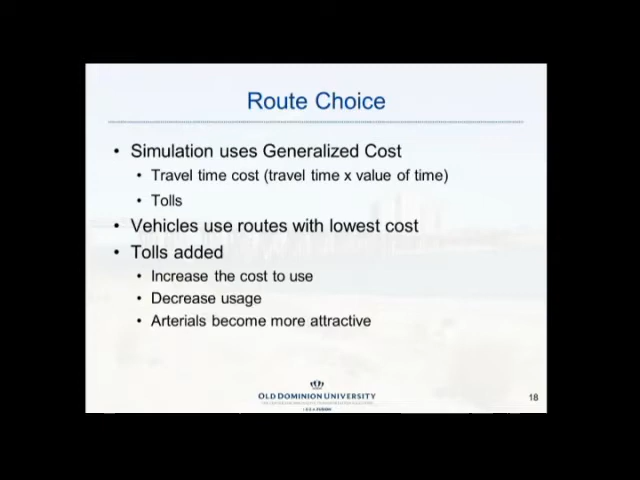 Route Choice
• Simulation uses Generalized Cost
• Travel time cost (travel time x value of time)
• Tolls
• Vehicles use routes with lowest cost
• Tolls added
• Increase the cost to use
• Decrease usage
• Arterials become more attractive
OLD DOMINION UNIVERSITY
18